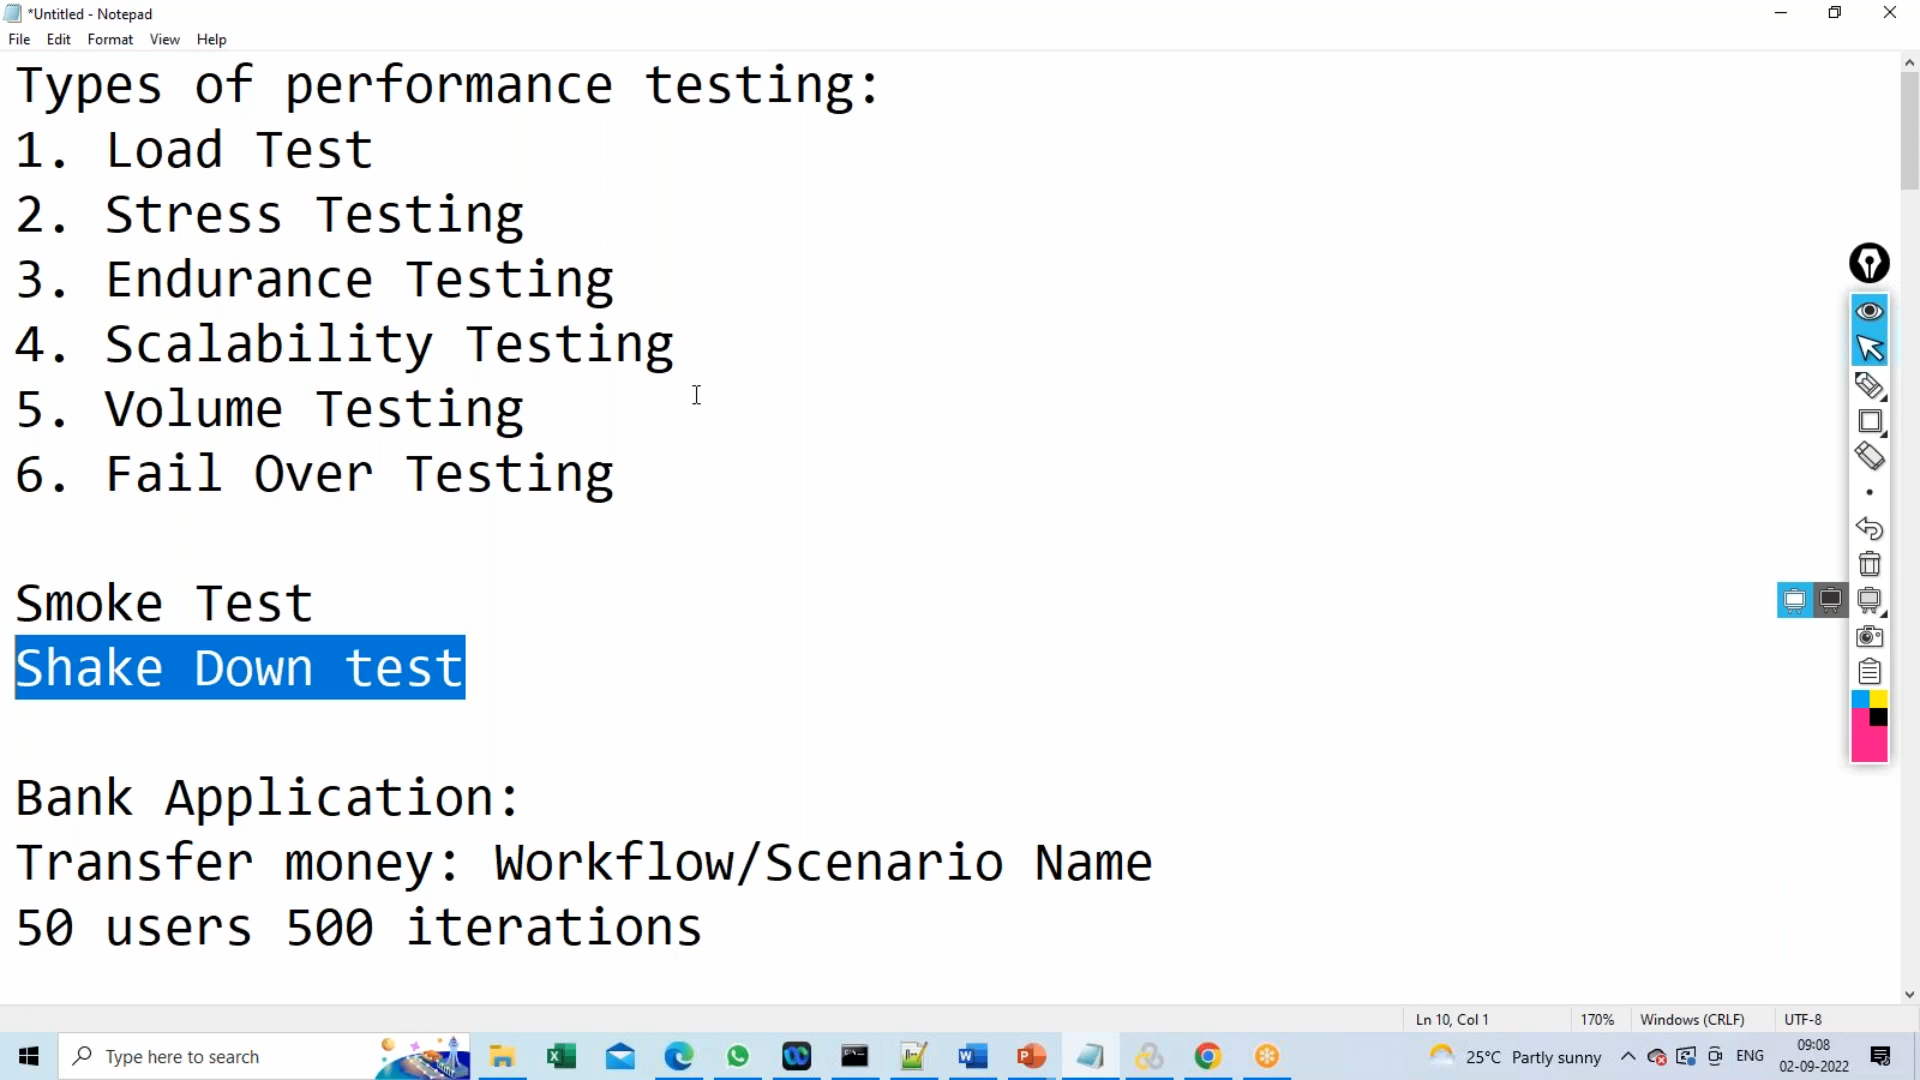 *Untitled - Notepad
File Edit Format View Help
Types of performance testing:
1. Load Test
2. Stress Testing
3. Endurance Testing
4. Scalability Testing
5. Volume Testing
6. Fail Over Testing
Smoke Test
Shake Down test
Bank Application:
Transfer money: Workflow/Scenario Name
50 users 500 iterations
Ln 10, Col 1 170% Windows (CRLF) UTF-8
Type here to search
25°C Partly sunny
ENG
09:08
02-09-2022